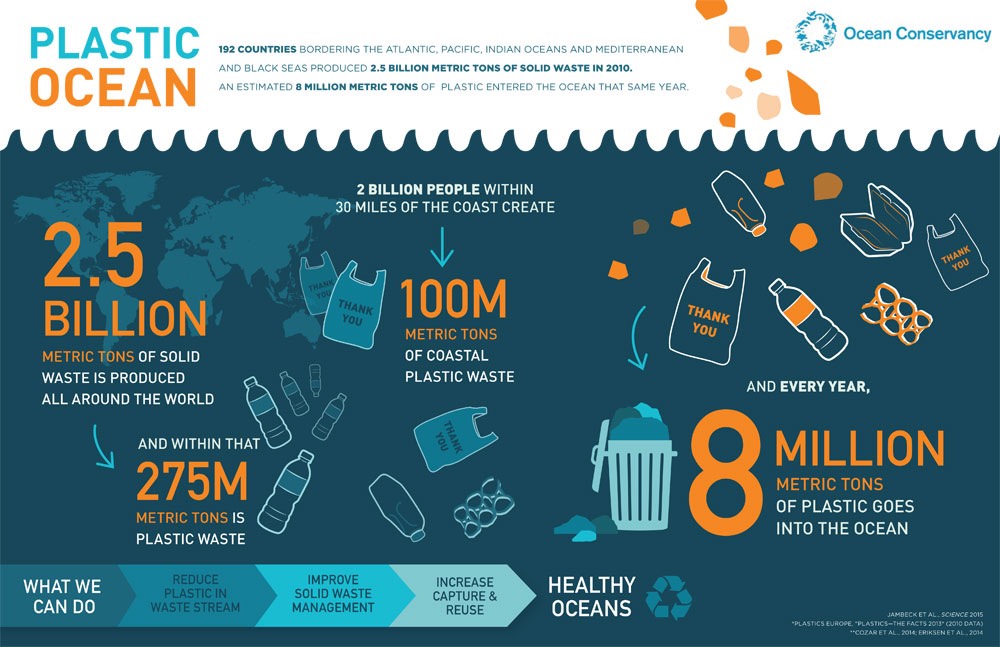 PLASTIC
OCEAN
192 COUNTRIES BORDERING THE ATLANTIC, PACIFIC, INDIAN OCEANS AND MEDITERRANEAN
AND BLACK SEAS PRODUCED 2.5 BILLION METRIC TONS OF SOLID WASTE IN 2010.
AN ESTIMATED 8 MILLION METRIC TONS OF PLASTIC ENTERED THE OCEAN THAT SAME YEAR.
Ocean Conservancy
2.5
BILLION
METRIC TONS OF SOLID
WASTE IS PRODUCED
ALL AROUND THE WORLD
AND WITHIN THAT
275M
METRIC TONS IS
PLASTIC WASTE
2 BILLION PEOPLE WITHIN
30 MILES OF THE COAST CREATE
100M
METRIC TONS
OF COASTAL
PLASTIC WASTE
THANK
YOU
THANK
YOU
THANK
YOU
THANK
YOU
THANK
YOU
AND EVERY YEAR,
8 MILLION
METRIC TONS
OF PLASTIC GOES
INTO THE OCEAN
WHAT WE
CAN DO
REDUCE
PLASTIC IN
WASTE STREAM
IMPROVE
SOLID WASTE
MANAGEMENT
INCREASE
CAPTURE &
REUSE
HEALTHY
OCEANS
JAMBECK ET AL., SCIENCE 2015
*PLASTICS EUROPE, "PLASTICS—THE FACTS 2013" (2010 DATA)
**COZAR ET AL., 2014; ERIKSEN ET AL., 2014